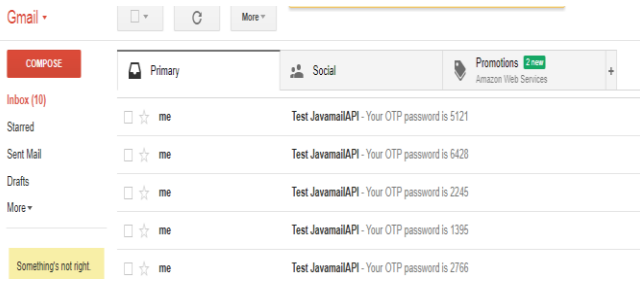 Gmail
More
COMPOSE
Primary
Social
Promotions 2 new
Amazon Web Services
+
Inbox (10)
Starred
Sent Mail
Drafts
More
Something's not right.
me Test JavamailAPI - Your OTP password is 5121
me Test JavamailAPI - Your OTP password is 6428
me Test JavamailAPI - Your OTP password is 2245
me Test JavamailAPI - Your OTP password is 1395
me Test JavamailAPI - Your OTP password is 2766